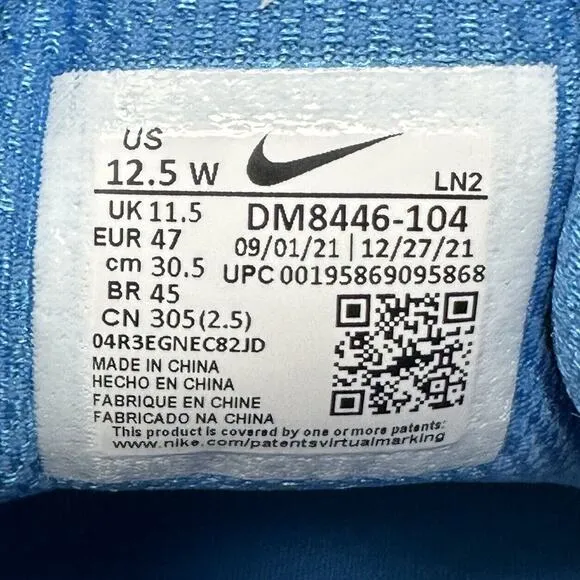 US
12.5 W
LN2
UK 11.5
EUR 47
cm 30.5
BR 45
CN 305(2.5)
DM8446-104
09/01/21 | 12/27/21
UPC 00195869095868
04R3EGNEC82JD
MADE IN CHINA
HECHO EN CHINA
FABRIQUE EN CHINE
FABRICADO NA CHINA
This product is covered by one or more patents:
www.nike.com/patentsvirtualmarking